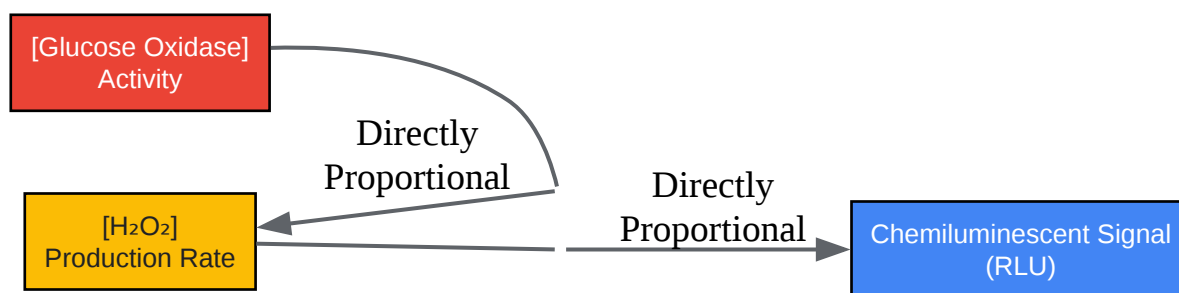 [Glucose Oxidase]
Activity
Directly
Proportional
[H₂O₂]
Production Rate
Directly
Proportional
Chemiluminescent Signal
(RLU)